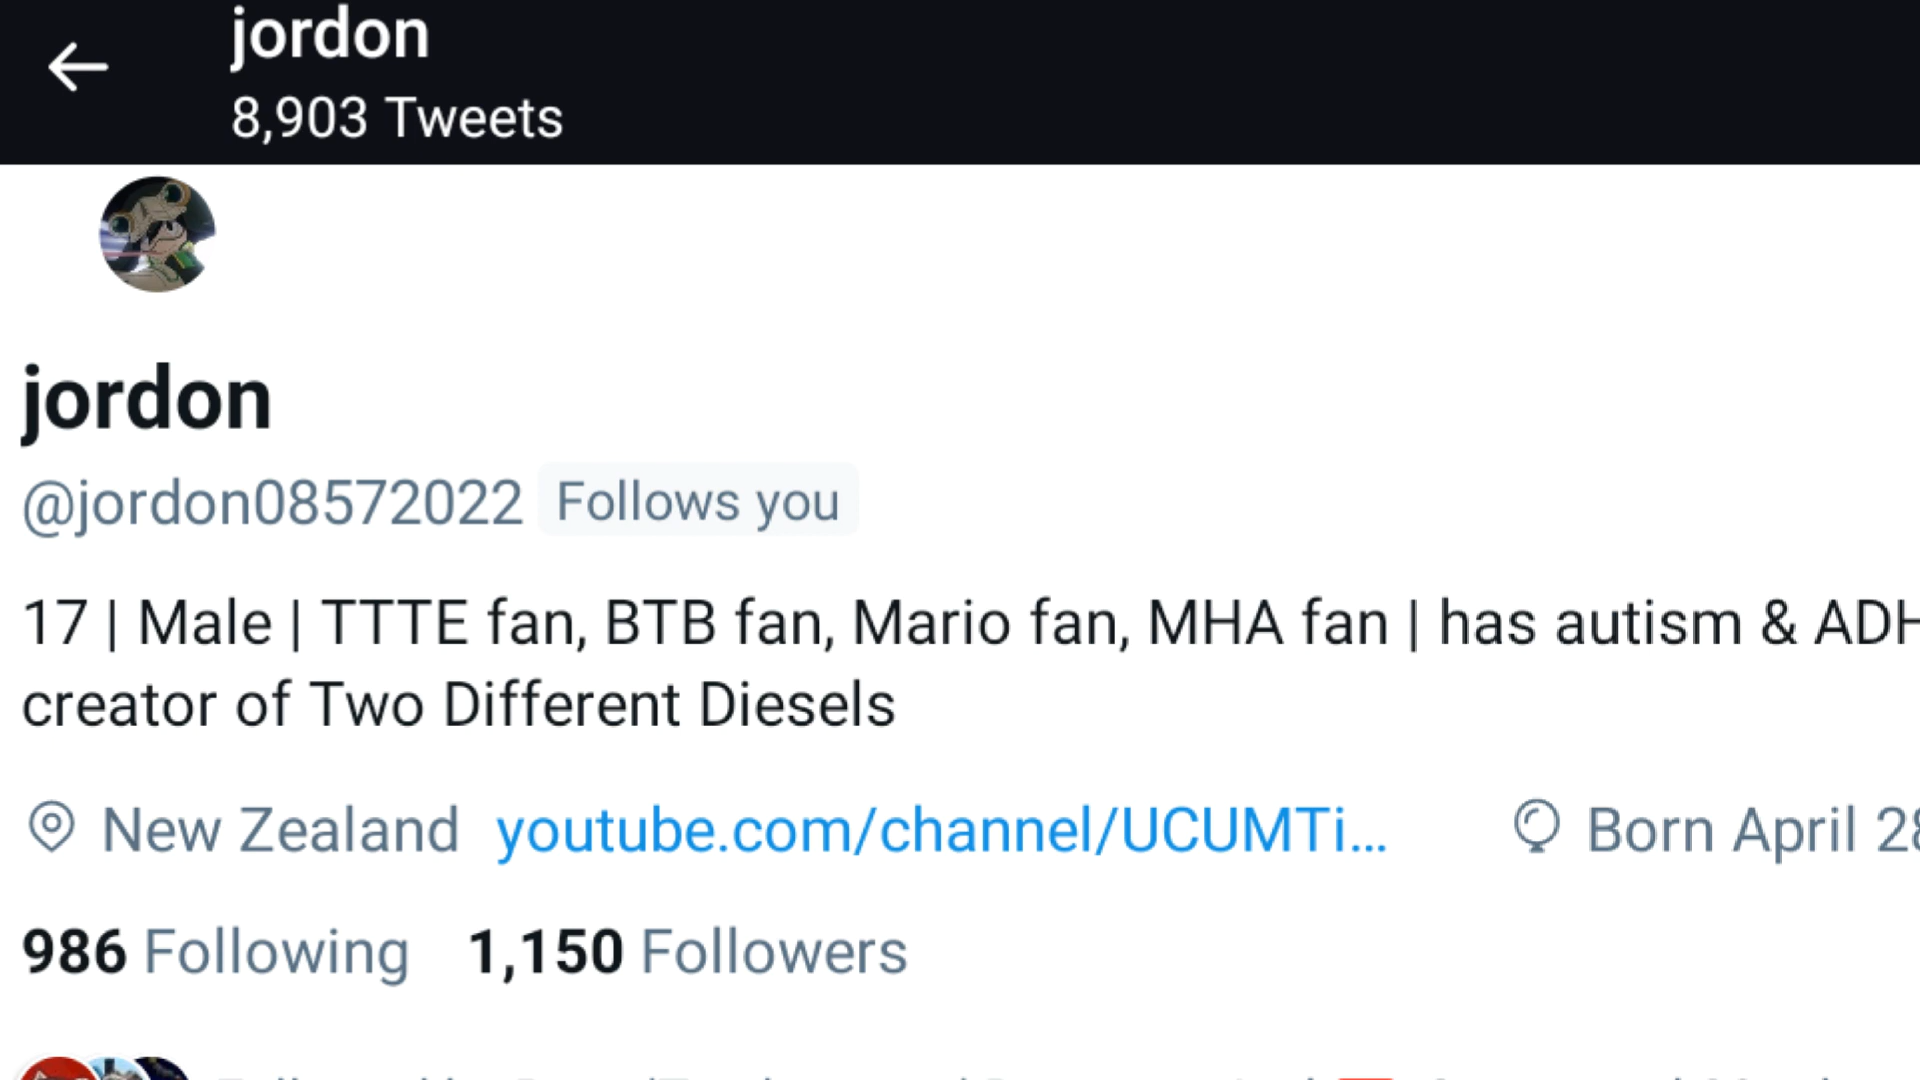 jordon
8,903 Tweets
jordon
@jordon08572022 Follows you
17 | Male | TTTE fan, BTB fan, Mario fan, MHA fan | has autism & ADH
creator of Two Different Diesels
New Zealand youtube.com/channel/UCUMTi... Born April 28
986 Following 1,150 Followers